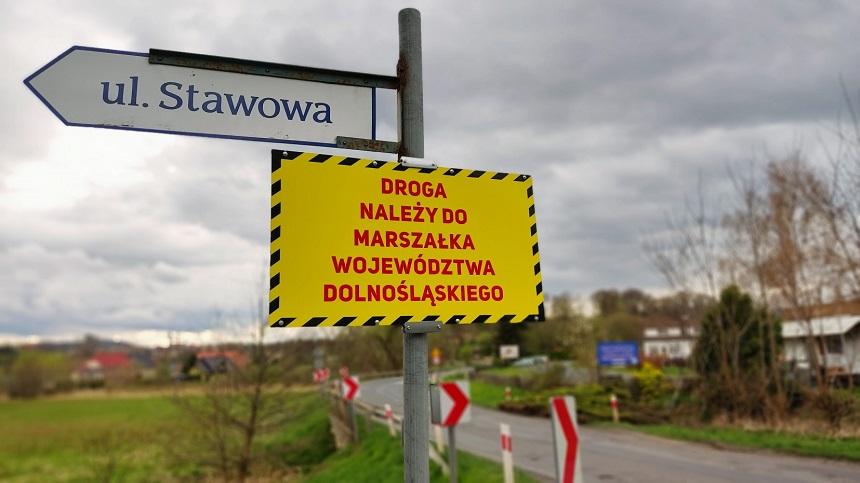 ul. Stawowa
DROGA
NALEŻY DO
MARSZAŁKA
WOJEWÓDZTWA
DOLNOŚLĄSKIEGO